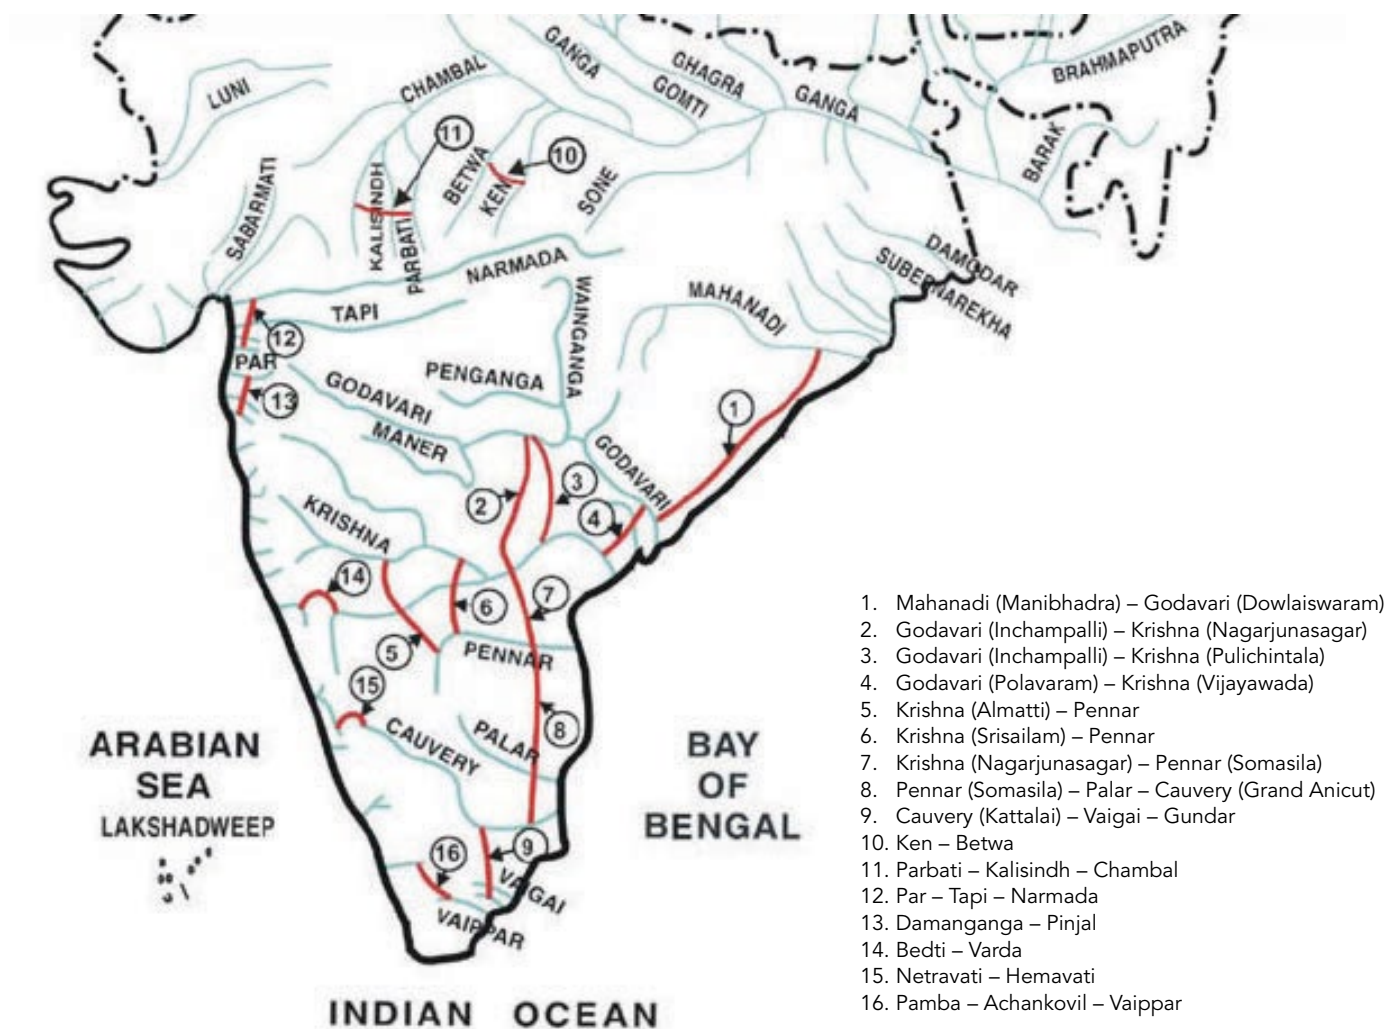 GANGA
GHAGRA
BRAHMAPUTRA
CHAMBAL
LUNI
GOMTI
GANGA
11
BARAK
BETWA
10
KEN
SONE
SABARMATI
KALISINDH
PARBATI
NARMADA
DAMODAR
SUBERNAREKHA
WAINGANGA
MAHANADI
TAPI
12
PAR
PENGANGA
GODAVARI
13
1
MANER
GODAVARI
3
2
4
KRISHNA
14
7
6
5
PENNAR
15
CAUVERY
PALAR
8
ARABIAN
SEA
LAKSHADWEEP
BAY
OF
BENGAL
9
16
VAIGAI
VAIPPAR
INDIAN OCEAN
1. Mahanadi (Manibhadra) – Godavari (Dowlaiswaram)
2. Godavari (Inchampalli) – Krishna (Nagarjunasagar)
3. Godavari (Inchampalli) – Krishna (Pulichintala)
4. Godavari (Polavaram) – Krishna (Vijayawada)
5. Krishna (Almatti) – Pennar
6. Krishna (Srisailam) – Pennar
7. Krishna (Nagarjunasagar) – Pennar (Somasila)
8. Pennar (Somasila) – Palar – Cauvery (Grand Anicut)
9. Cauvery (Kattalai) – Vaigai – Gundar
10. Ken – Betwa
11. Parbati – Kalisindh – Chambal
12. Par – Tapi – Narmada
13. Damanganga – Pinjal
14. Bedti – Varda
15. Netravati – Hemavati
16. Pamba – Achankovil – Vaippar